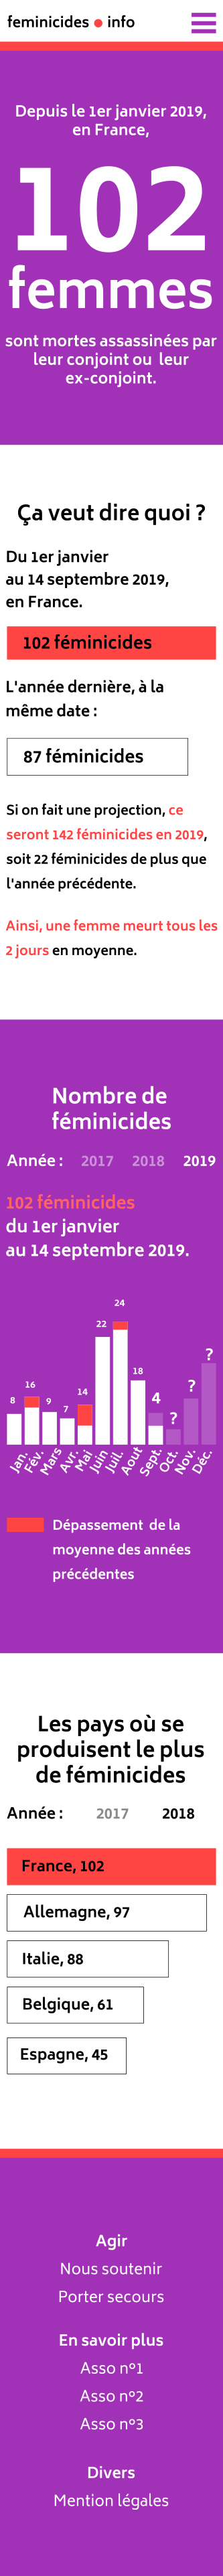 feminicides info
Depuis le 1er janvier 2019,
en France,
102
femmes
sont mortes assassinées par
leur conjoint ou leur
ex-conjoint.
Ça veut dire quoi ?
Du 1er janvier
au 14 septembre 2019,
en France.
102 féminicides
L'année dernière, à la
même date :
87 féminicides
Si on fait une projection, ce
seront 142 féminicides en 2019,
soit 22 féminicides de plus que
l'année précédente.
Ainsi, une femme meurt tous les
2 jours en moyenne.
Nombre de
féminicides
Année : 2017 2018 2019
102 féminicides
du 1er janvier
au 14 septembre 2019.
8 16 9 7 14 22 24 18 4 ? ? ?
Jan. Fév. Mars Avr. Mai Juin Juil. Aout Sept. Oct. Nov. Déc.
Dépassement de la
moyenne des années
précédentes
Les pays où se
produisent le plus
de féminicides
Année : 2017 2018
France, 102
Allemagne, 97
Italie, 88
Belgique, 61
Espagne, 45
Agir
Nous soutenir
Porter secours
En savoir plus
Asso n°1
Asso n°2
Asso n°3
Divers
Mention légales